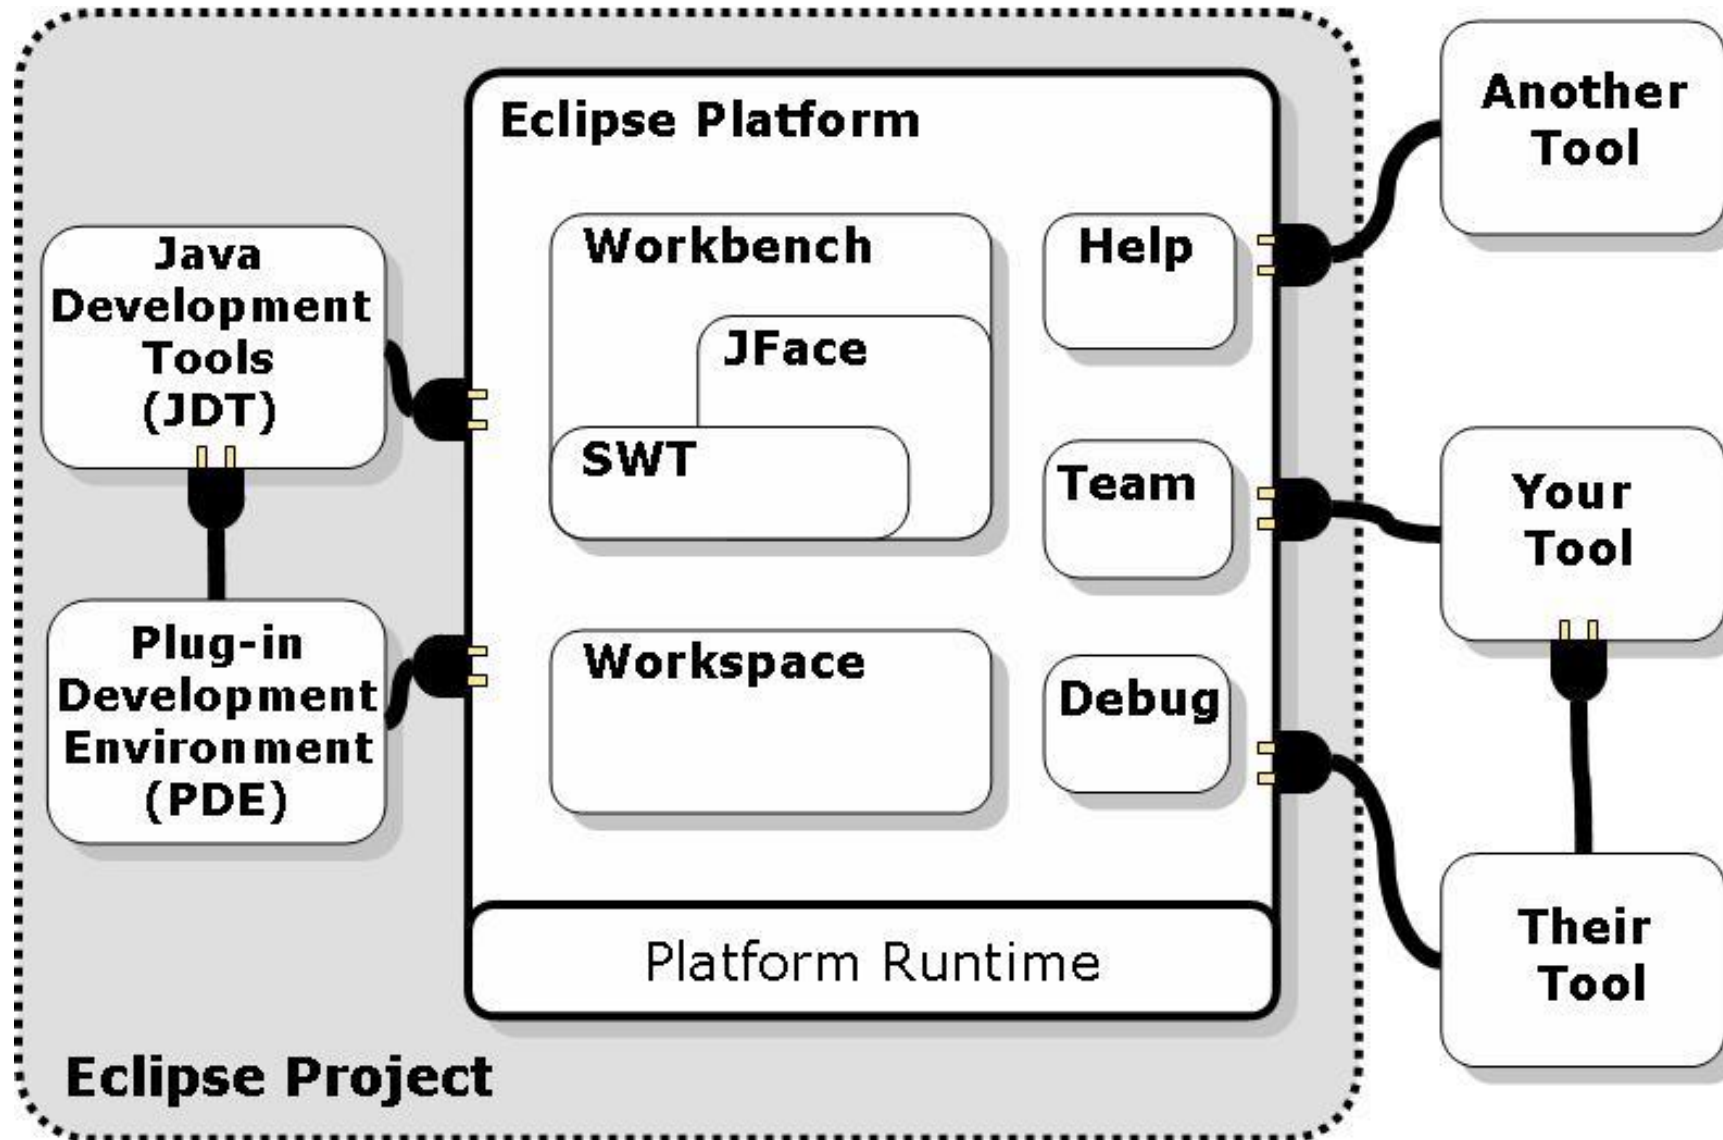 Eclipse Platform
Workbench
JFace
SWT
Workspace
Help
Team
Debug
Platform Runtime
Java
Development
Tools
(JDT)
Plug-in
Development
Environment
(PDE)
Another
Tool
Your
Tool
Their
Tool
Eclipse Project